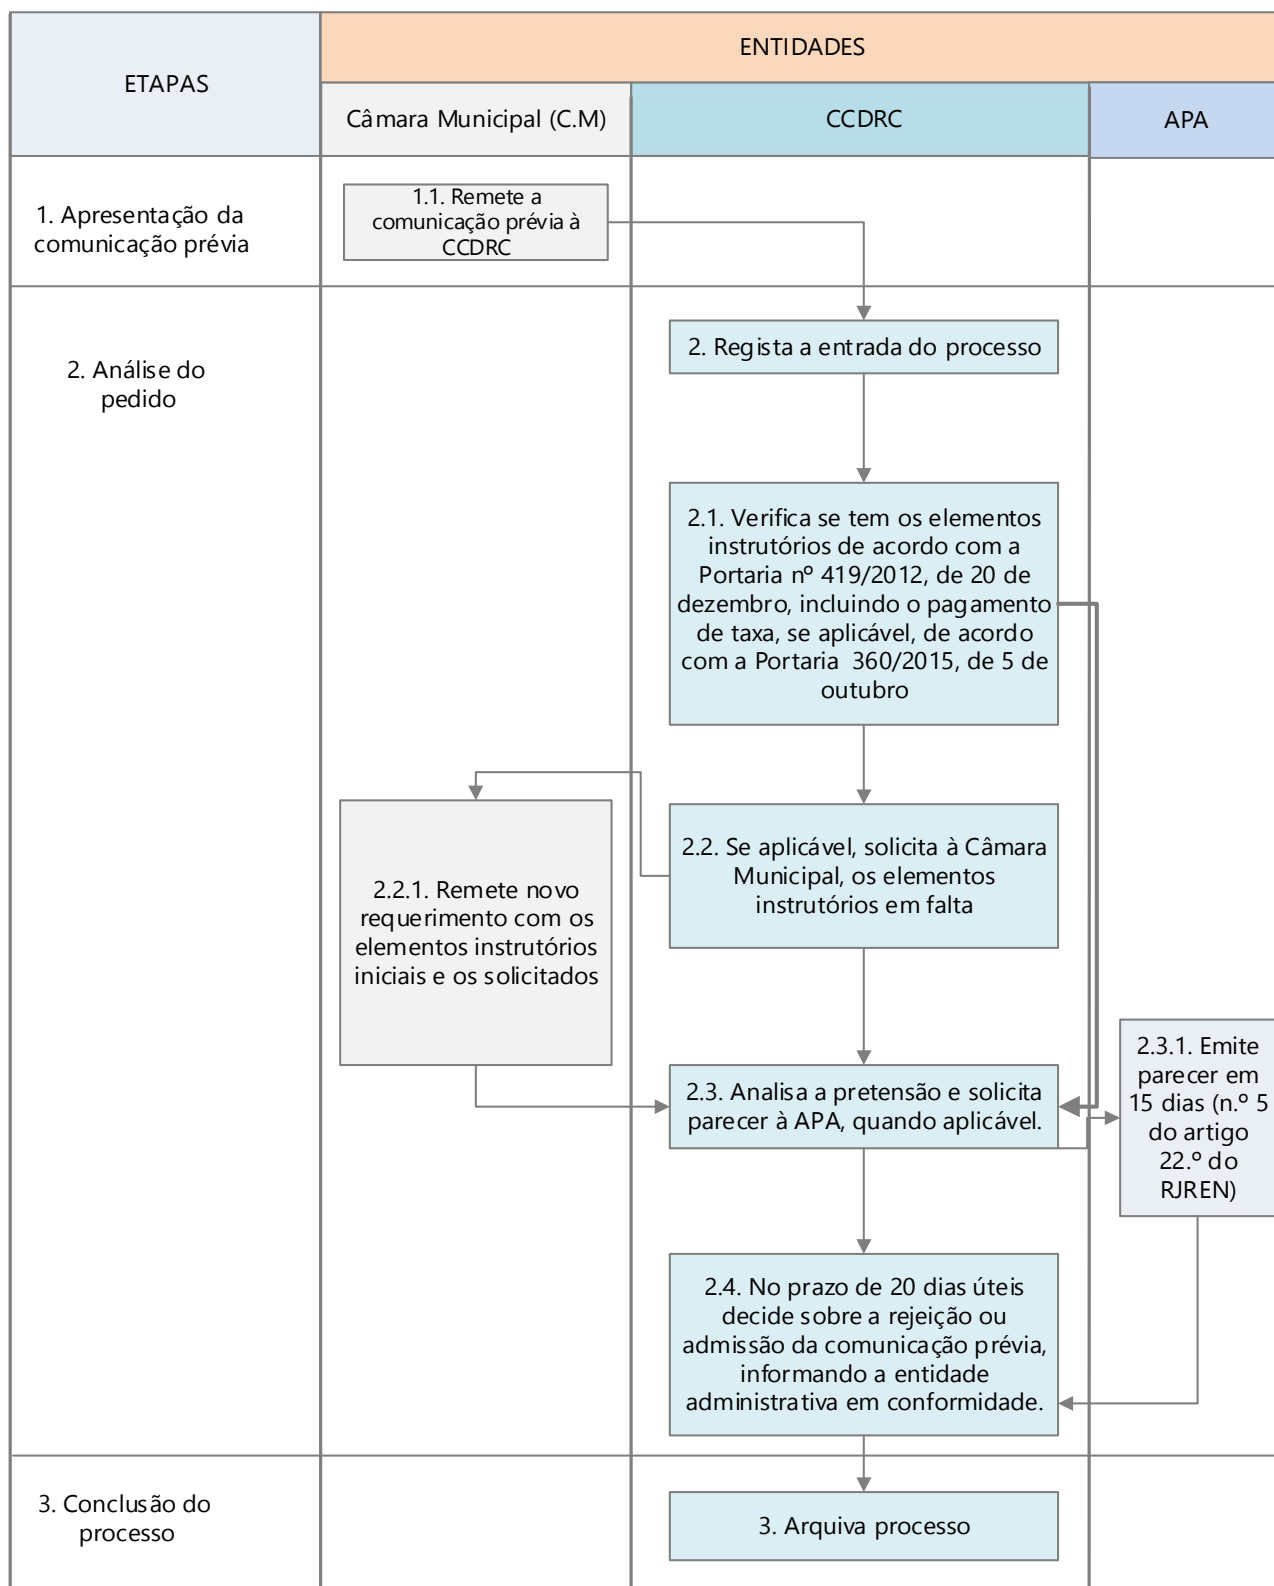 ETAPAS
ENTIDADES
Câmara Municipal (C.M)
CCDRC
APA
1. Apresentação da
comunicação prévia
1.1. Remete a
comunicação prévia à
CCDRC
2. Análise do
pedido
2. Regista a entrada do processo
2.1. Verifica se tem os elementos
instrutórios de acordo com a
Portaria nº 419/2012, de 20 de
dezembro, incluindo o pagamento
de taxa, se aplicável, de acordo
com a Portaria 360/2015, de 5 de
outubro
2.2. Se aplicável, solicita à Câmara
Municipal, os elementos
instrutórios em falta
2.2.1. Remete novo
requerimento com os
elementos instrutórios
iniciais e os solicitados
2.3. Analisa a pretensão e solicita
parecer à APA, quando aplicável.
2.3.1. Emite
parecer em
15 dias (n.º 5
do artigo
22.º do
RJREN)
2.4. No prazo de 20 dias úteis
decide sobre a rejeição ou
admissão da comunicação prévia,
informando a entidade
administrativa em conformidade.
3. Conclusão do
processo
3. Arquiva processo